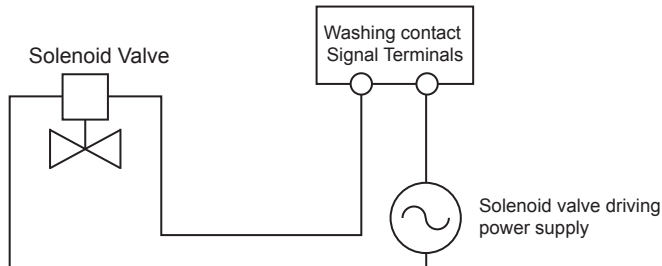 Washing contact
Signal Terminals
Solenoid Valve
Solenoid valve driving
power supply